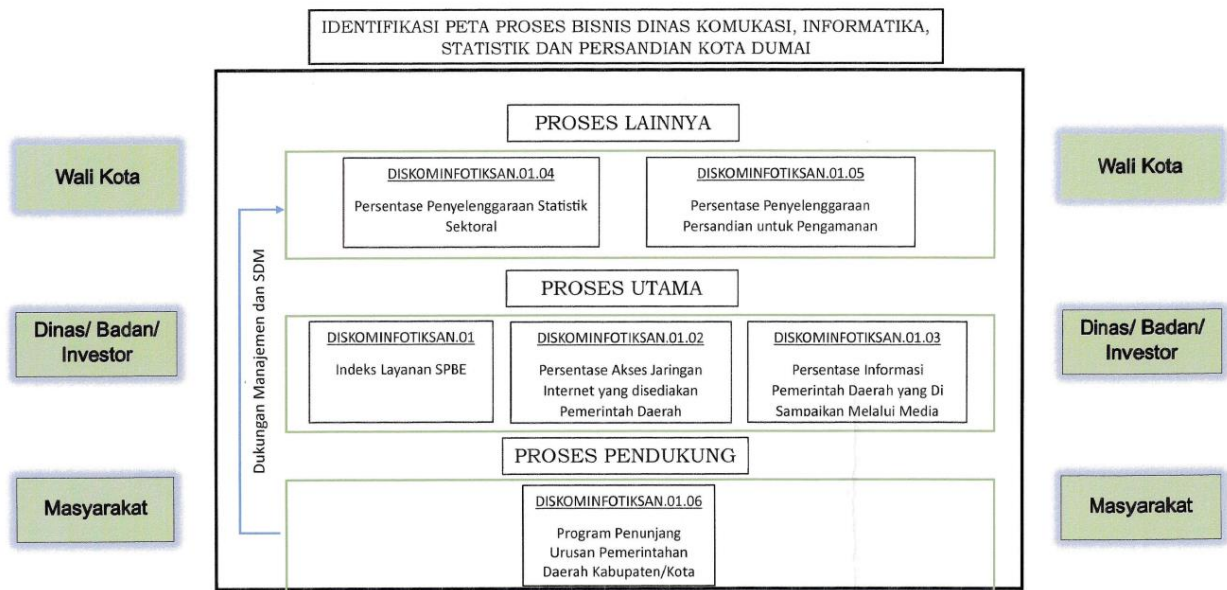 IDENTIFIKASI PETA PROSES BISNIS DINAS KOMUKASI, INFORMATIKA,
STATISTIK DAN PERSANDIAN KOTA DUMAI
PROSES LAINNYA
DISKOMINFOTIKSAN.01.04
Persentase Penyelenggaraan Statistik
Sektoral
DISKOMINFOTIKSAN.01.05
Persentase Penyelenggaraan
Persandian untuk Pengamanan
PROSES UTAMA
DISKOMINFOTIKSAN.01
Indeks Layanan SPBE
DISKOMINFOTIKSAN.01.02
Persentase Akses Jaringan
Internet yang disediakan
Pemerintah Daerah
DISKOMINFOTIKSAN.01.03
Persentase Informasi
Pemerintah Daerah yang Di
Sampaikan Melalui Media
PROSES PENDUKUNG
DISKOMINFOTIKSAN.01.06
Program Penunjang
Urusan Pemerintahan
Daerah Kabupaten/Kota
Dukungan Manajemen dan SDM
Wali Kota
Dinas/ Badan/
Investor
Masyarakat
Wali Kota
Dinas/ Badan/
Investor
Masyarakat